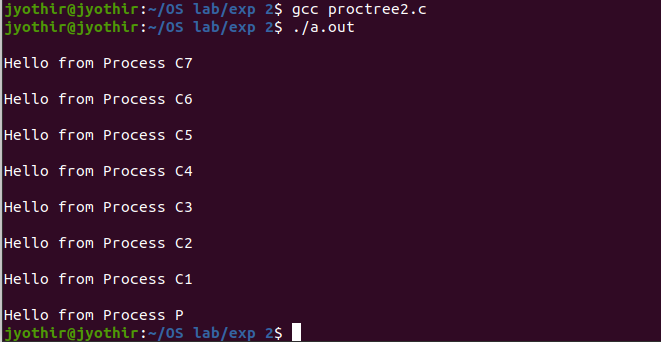 jyothir@jyothir:~/OS lab/exp 2$ gcc proctree2.c
jyothir@jyothir:~/OS lab/exp 2$ ./a.out
Hello from Process C7
Hello from Process C6
Hello from Process C5
Hello from Process C4
Hello from Process C3
Hello from Process C2
Hello from Process C1
Hello from Process P
jyothir@jyothir:~/OS lab/exp 2$